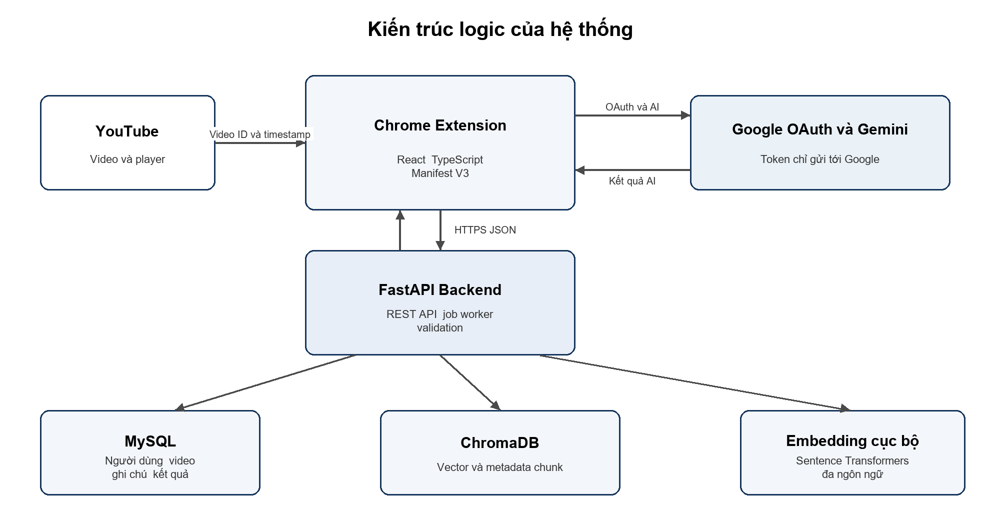 Kiến trúc logic của hệ thống
YouTube
Video và player
Video ID và timestamp
Chrome Extension
React  TypeScript
Manifest V3
OAuth và AI
Kết quả AI
Google OAuth và Gemini
Token chỉ gửi tới Google
HTTPS JSON
FastAPI Backend
REST API  job worker
validation
MySQL
Người dùng  video
ghi chú  kết quả
ChromaDB
Vector và metadata chunk
Embedding cục bộ
Sentence Transformers
đa ngôn ngữ